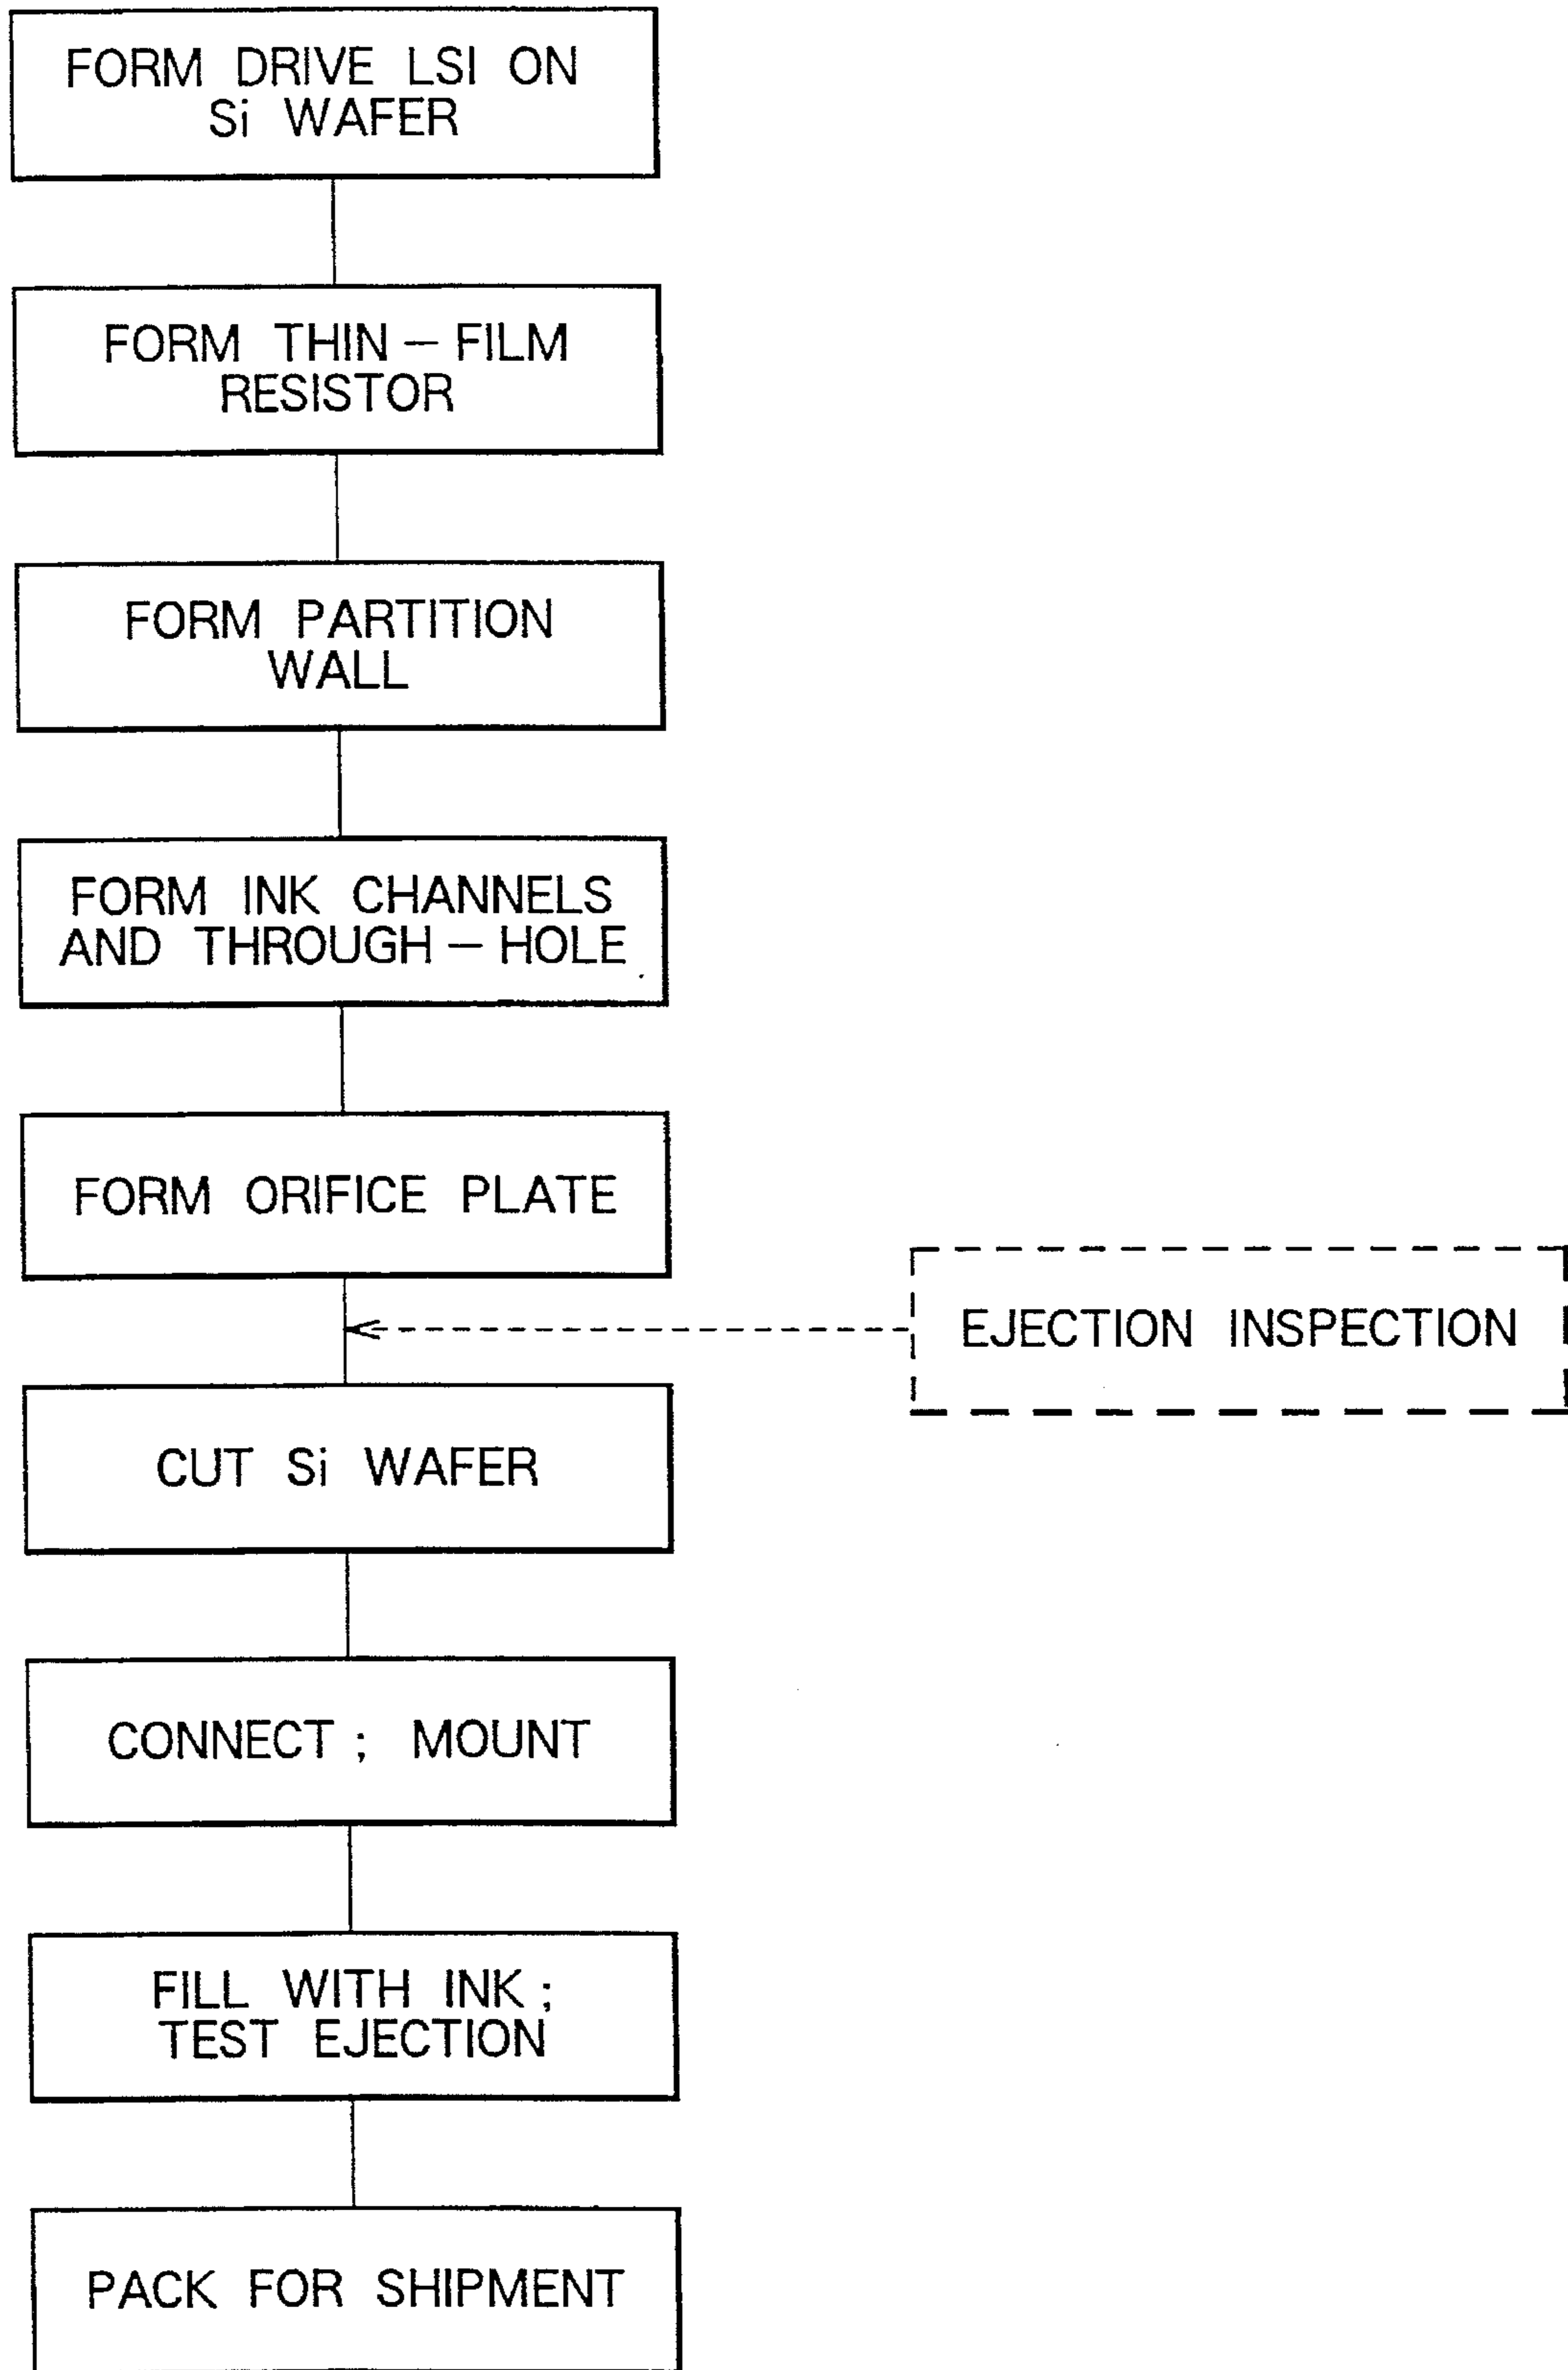 FORM DRIVE LSI ON
Si WAFER
FORM THIN – FILM
RESISTOR
FORM PARTITION
WALL
FORM INK CHANNELS
AND THROUGH – HOLE
FORM ORIFICE PLATE
EJECTION INSPECTION
CUT Si WAFER
CONNECT ; MOUNT
FILL WITH INK ;
TEST EJECTION
PACK FOR SHIPMENT